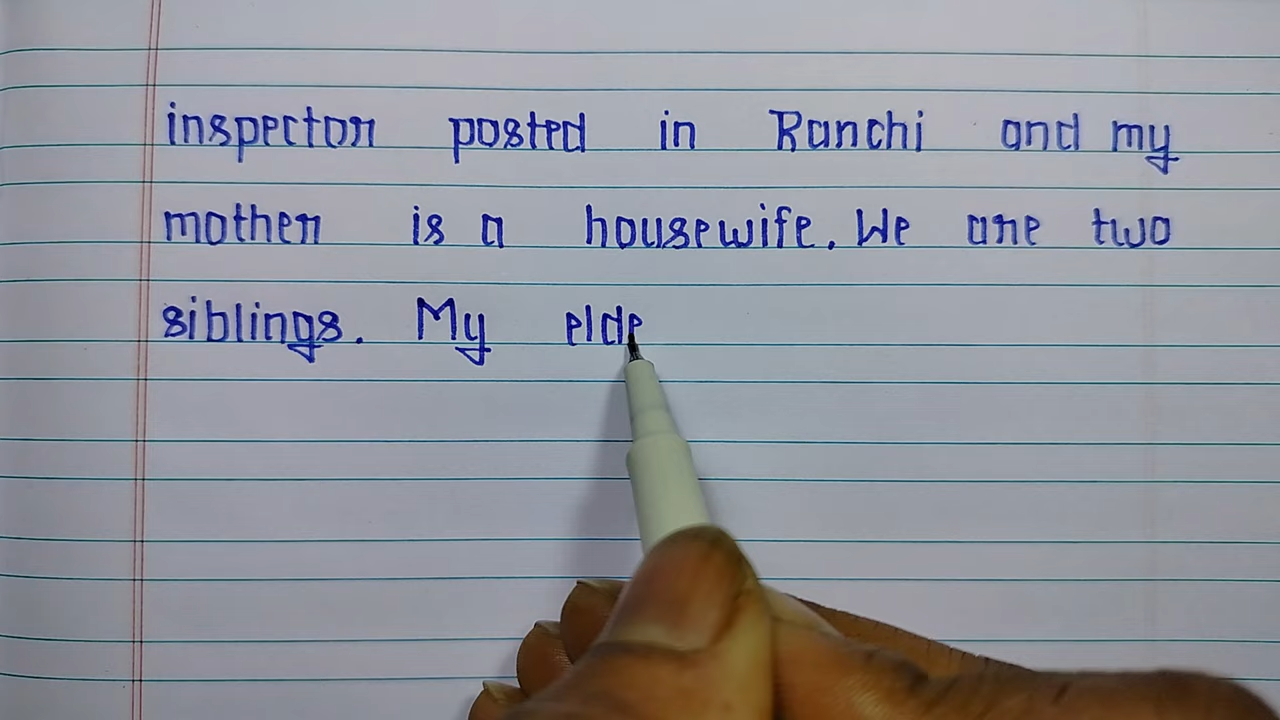 inspector posted in Ranchi and my
mother is a housewife. We are two
siblings. My elde